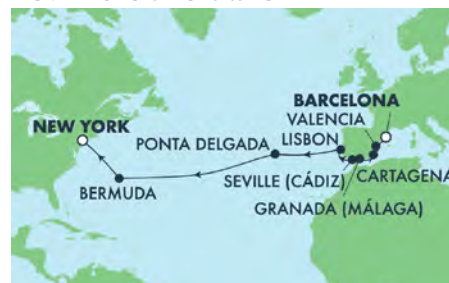 BARCELONA
VALENCIA
NEW YORK
LISBON
PONTA DELGADA
SEVILLE (CÁDIZ)
CARTAGENA
BERMUDA
GRANADA (MÁLAGA)